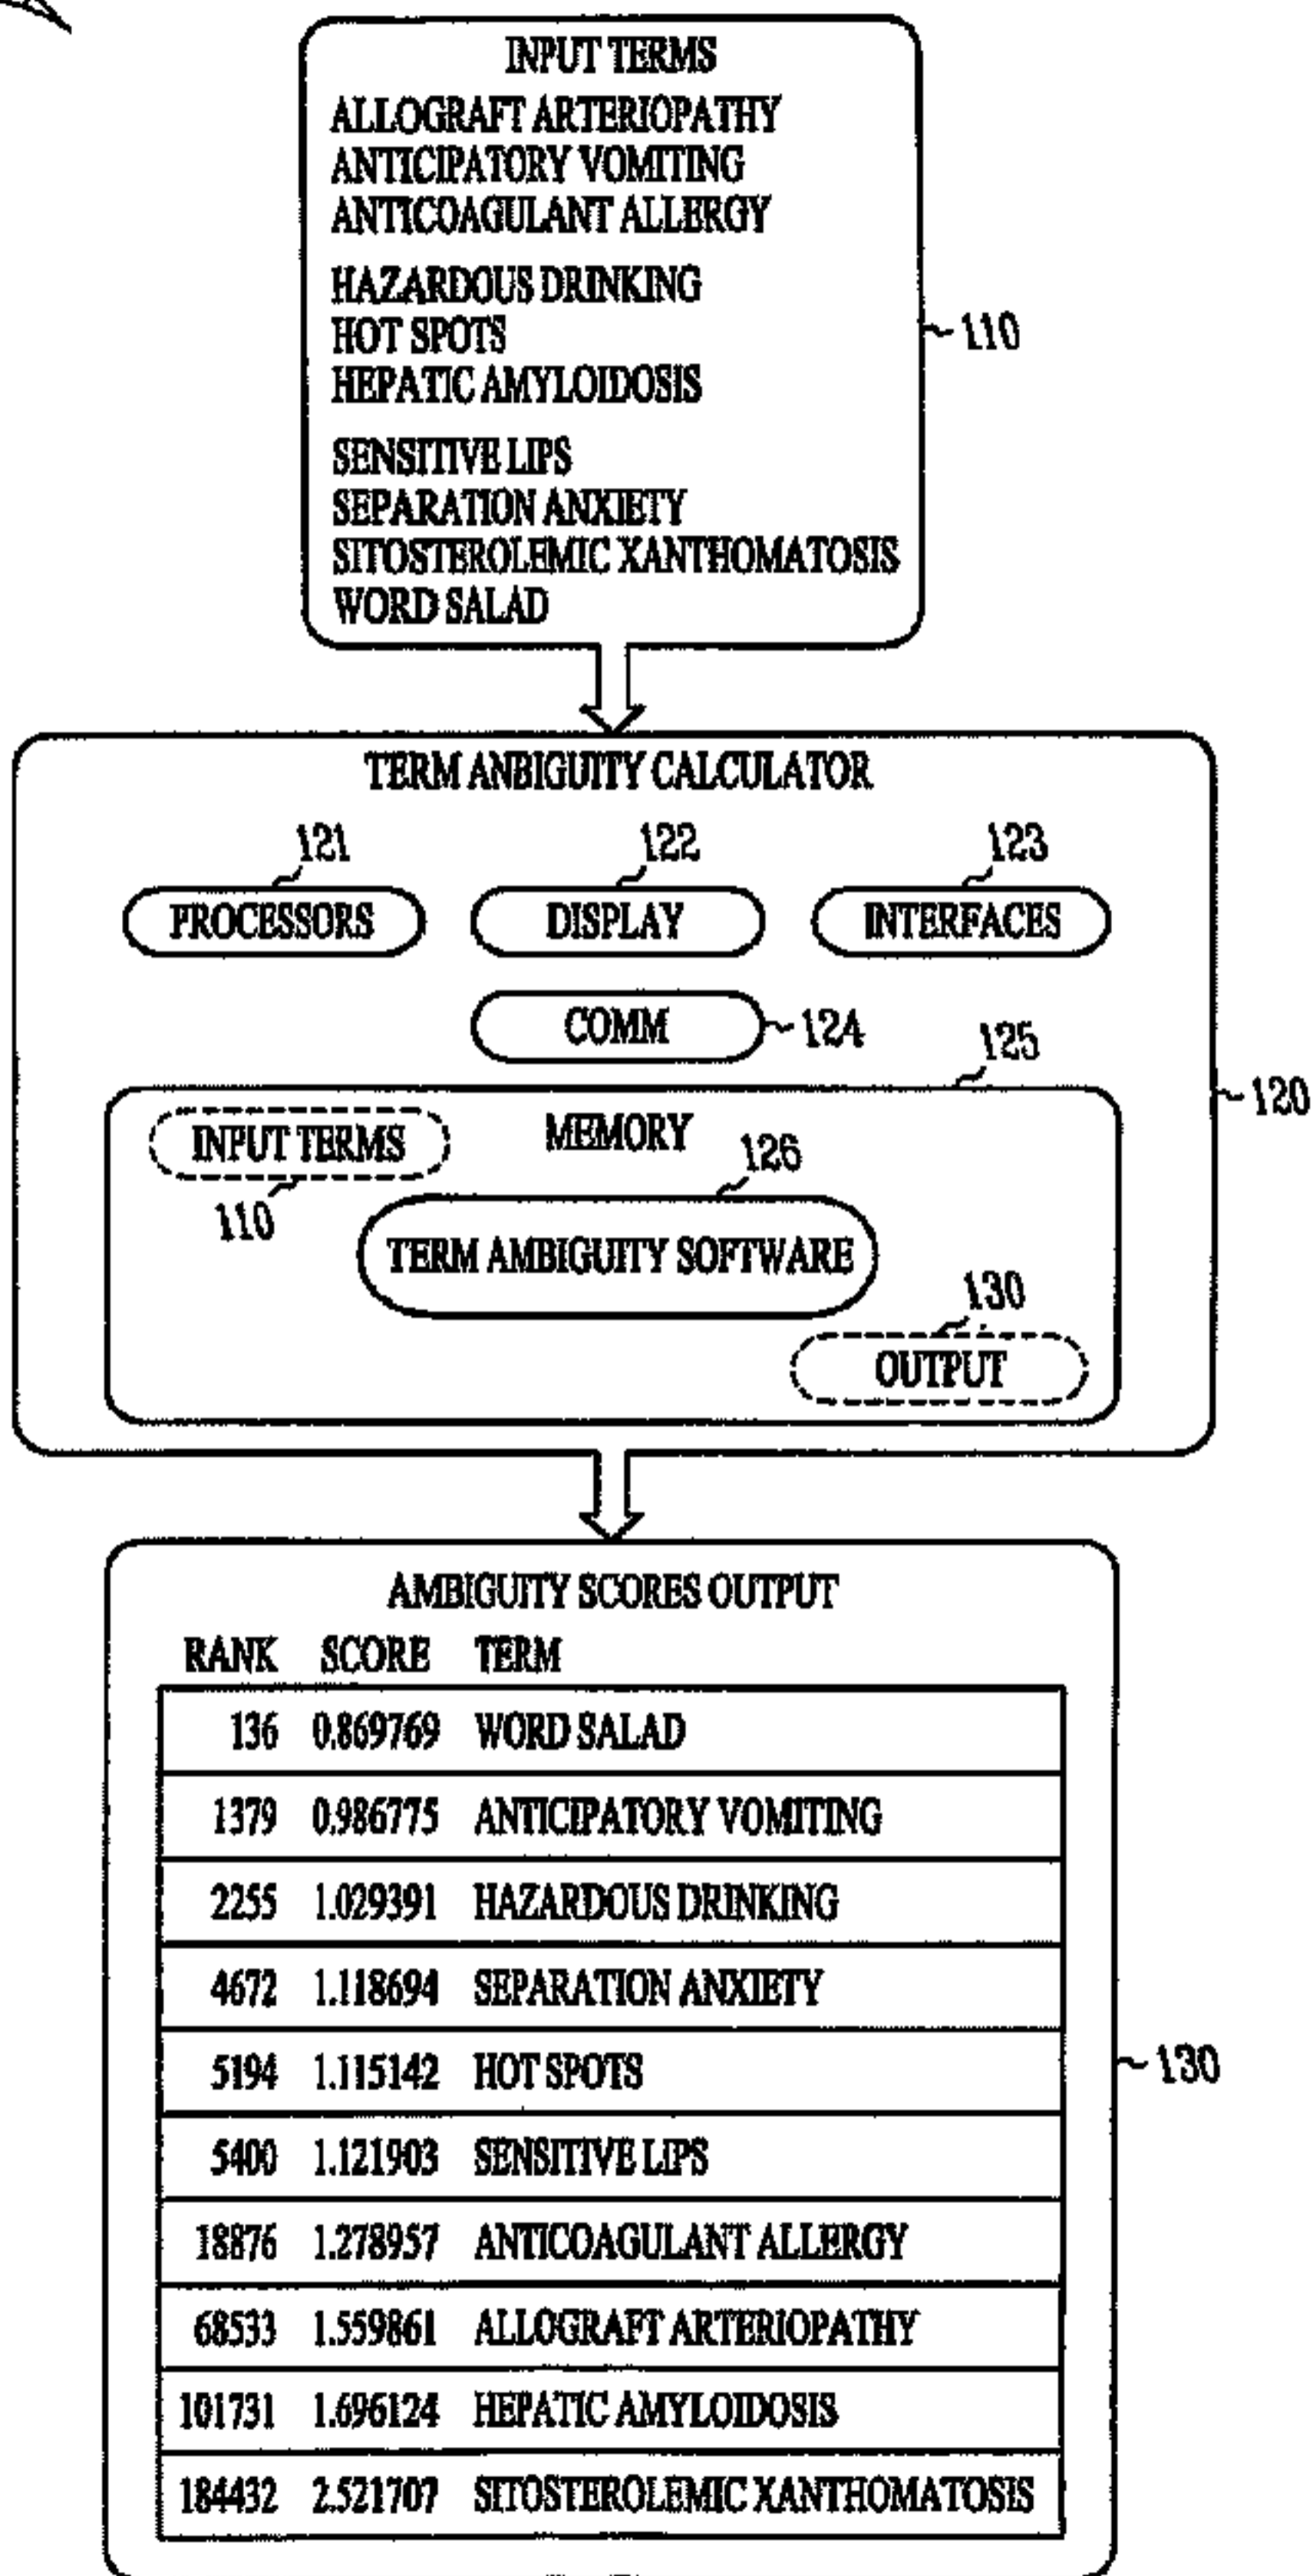 INPUT TERMS
ALLOGRAFT ARTERIOPATHY
ANTICIPATORY VOMITING
ANTICOAGULANT ALLERGY
HAZARDOUS DRINKING
HOT SPOTS
HEPATIC AMYLOIDOSIS
SENSITIVE LIPS
SEPARATION ANXIETY
SITOSTEROLEMIC XANTHOMATOSIS
WORD SALAD
110
TERM ANBIGUITY CALCULATOR
121 122 123
PROCESSORS DISPLAY INTERFACES
COMM 124
125
120
INPUT TERMS MEMORY
126
110
TERM AMBIGUITY SOFTWARE
130
OUTPUT
AMBIGUITY SCORES OUTPUT
RANK SCORE TERM
136 0.869769 WORD SALAD
1379 0.986775 ANTICIPATORY VOMITING
2255 1.029391 HAZARDOUS DRINKING
4672 1.118694 SEPARATION ANXIETY
5194 1.115142 HOT SPOTS
5400 1.121903 SENSITIVE LIPS
18876 1.278957 ANTICOAGULANT ALLERGY
68533 1.559861 ALLOGRAFT ARTERIOPATHY
101731 1.696124 HEPATIC AMYLOIDOSIS
184432 2.521707 SITOSTEROLEMIC XANTHOMATOSIS
130